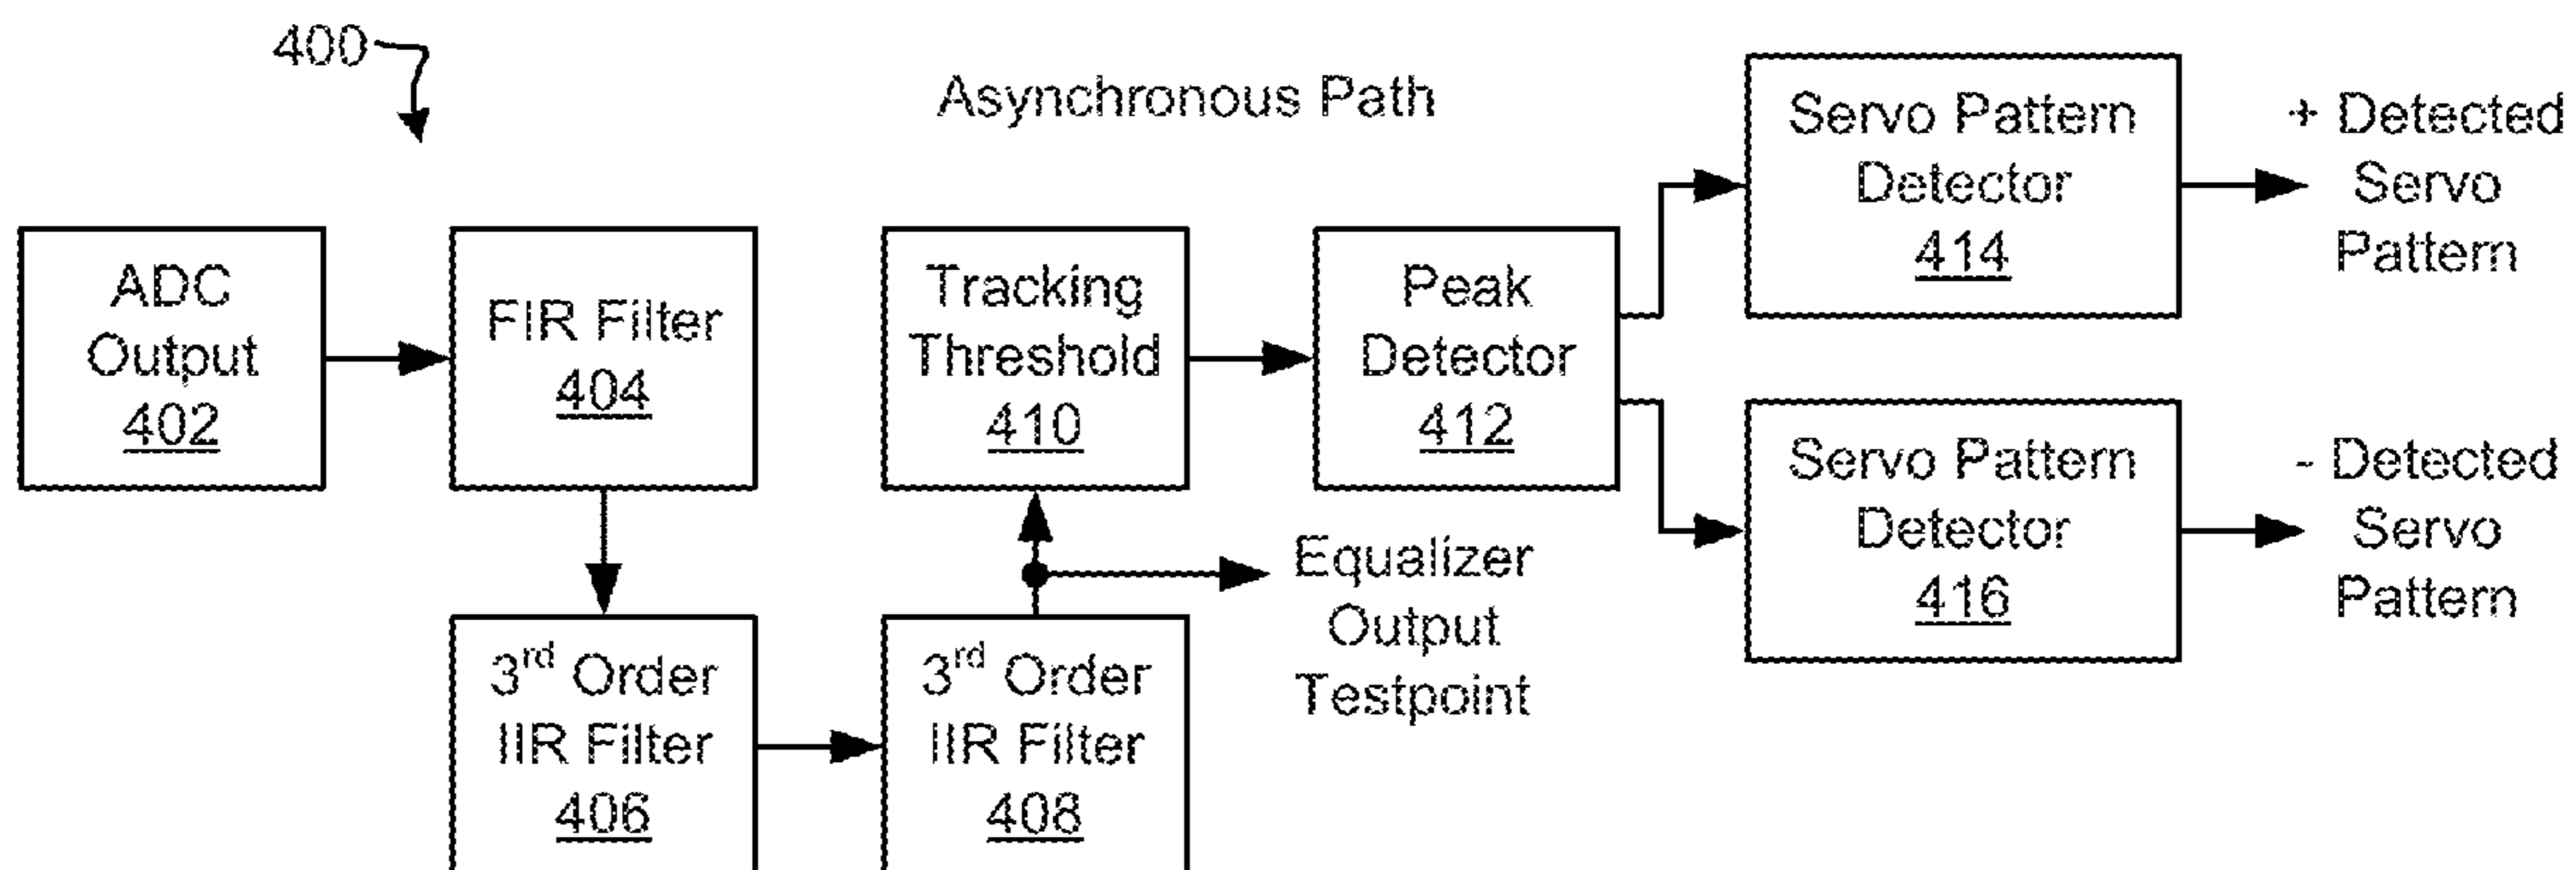 400
Asynchronous Path
ADC
Output
402
FIR Filter
404
3rd Order
IIR Filter
406
3rd Order
IIR Filter
408
Equalizer
Output
Testpoint
Tracking
Threshold
410
Peak
Detector
412
Servo Pattern
Detector
414
+ Detected
Servo
Pattern
Servo Pattern
Detector
416
- Detected
Servo
Pattern